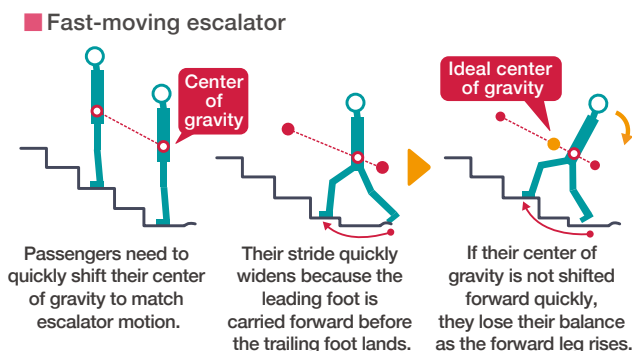 Fast-moving escalator
Center
of
gravity
Ideal center
of gravity
Passengers need to
quickly shift their center
of gravity to match
escalator motion.
Their stride quickly
widens because the
leading foot is
carried forward before
the trailing foot lands.
If their center of
gravity is not shifted
forward quickly,
they lose their balance
as the forward leg rises.